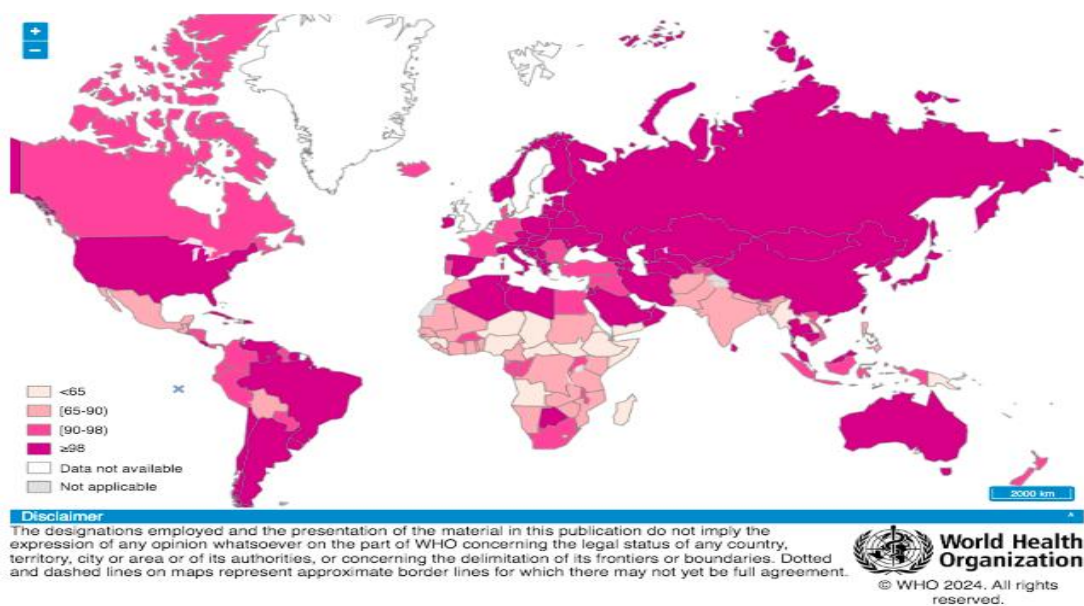 +
−
<65
[65-90)
[90-98)
≥98
Data not available
Not applicable
2000 km
Disclaimer
The designations employed and the presentation of the material in this publication do not imply the
expression of any opinion whatsoever on the part of WHO concerning the legal status of any country,
territory, city or area or of its authorities, or concerning the delimitation of its frontiers or boundaries. Dotted
and dashed lines on maps represent approximate border lines for which there may not yet be full agreement.
World Health
Organization
© WHO 2024. All rights
reserved.